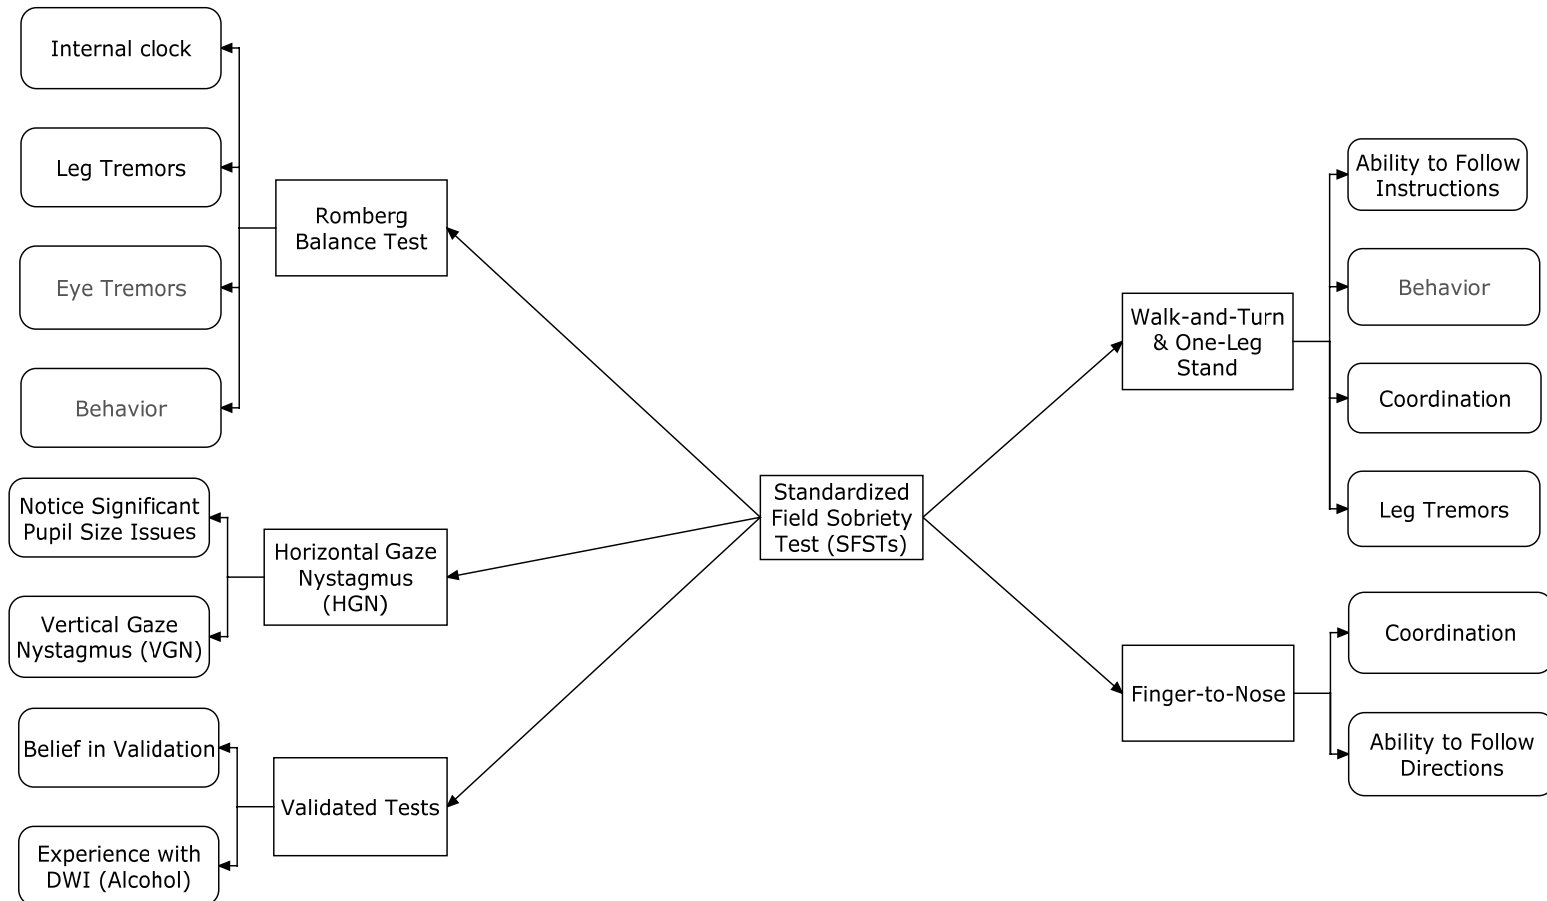 Internal clock
Leg Tremors
Eye Tremors
Behavior
Romberg
Balance Test
Notice Significant
Pupil Size Issues
Vertical Gaze
Nystagmus (VGN)
Horizontal Gaze
Nystagmus
(HGN)
Belief in Validation
Experience with
DWI (Alcohol)
Validated Tests
Standardized
Field Sobriety
Test (SFSTs)
Walk-and-Turn
& One-Leg
Stand
Ability to Follow
Instructions
Behavior
Coordination
Leg Tremors
Finger-to-Nose
Coordination
Ability to Follow
Directions